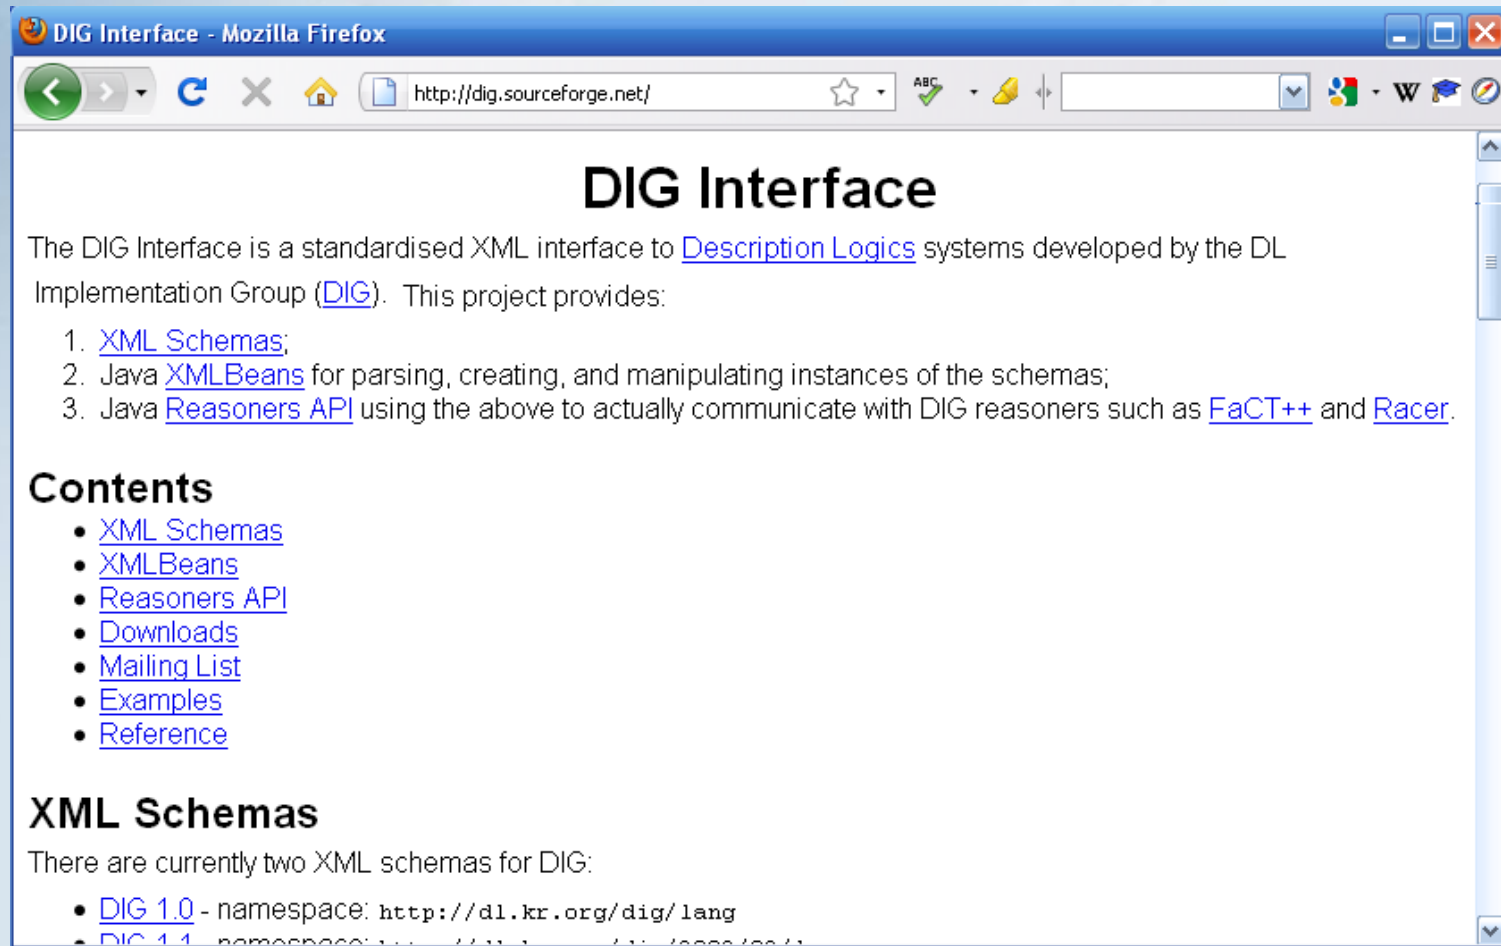 DIG Interface - Mozilla Firefox
http://dig.sourceforge.net/
ABC
W
DIG Interface
The DIG Interface is a standardised XML interface to Description Logics systems developed by the DL
Implementation Group (DIG). This project provides:
1. XML Schemas;
2. Java XMLBeans for parsing, creating, and manipulating instances of the schemas;
3. Java Reasoners API using the above to actually communicate with DIG reasoners such as FaCT++ and Racer.
Contents
• XML Schemas
• XMLBeans
• Reasoners API
• Downloads
• Mailing List
• Examples
• Reference
XML Schemas
There are currently two XML schemas for DIG:
• DIG 1.0 - namespace: http://dl.kr.org/dig/lang
• DIG 1.1 - namespace: